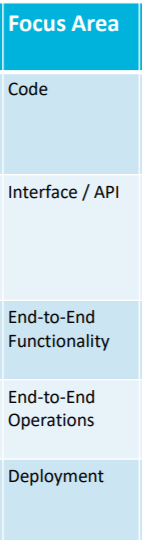 Focus Area
Code
Interface / API
End-to-End
Functionality
End-to-End
Operations
Deployment